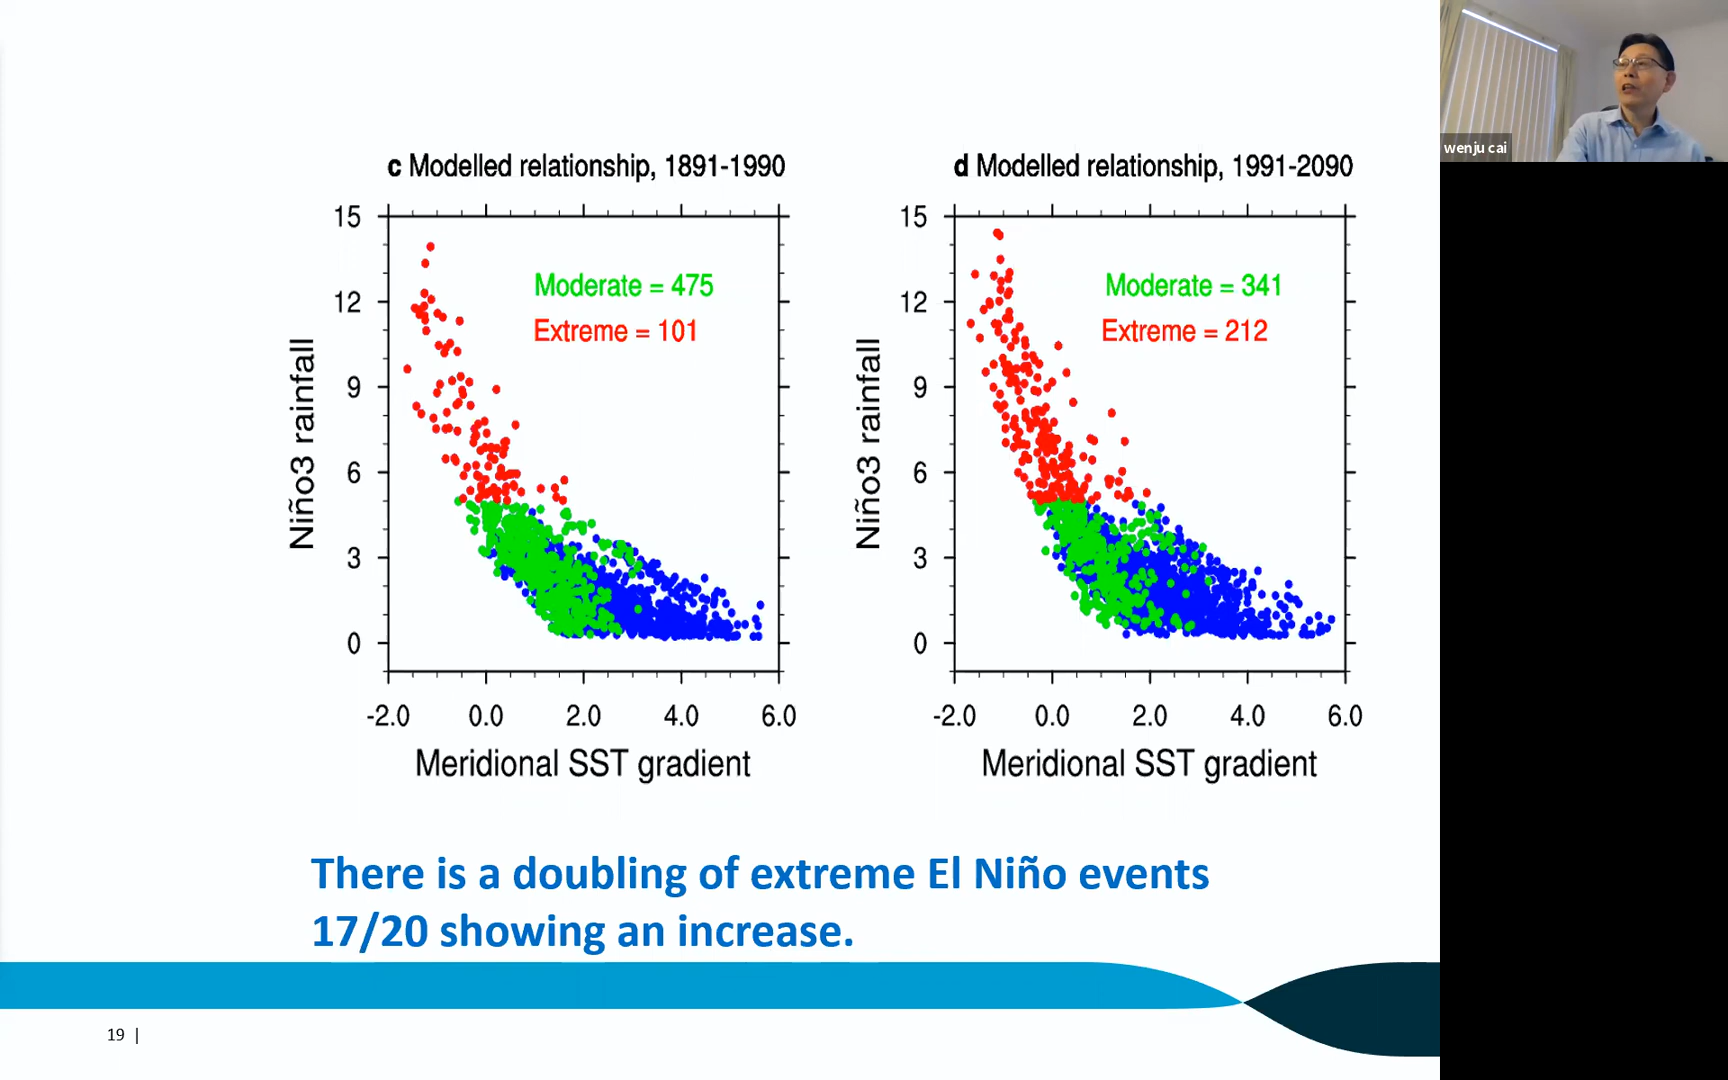 wenju cai
c Modelled relationship, 1891-1990
15
12
9
6
3
0
Niño3 rainfall
Moderate = 475
Extreme = 101
-2.0 0.0 2.0 4.0 6.0
Meridional SST gradient
d Modelled relationship, 1991-2090
15
12
9
6
3
0
Niño3 rainfall
Moderate = 341
Extreme = 212
-2.0 0.0 2.0 4.0 6.0
Meridional SST gradient
There is a doubling of extreme El Niño events
17/20 showing an increase.
19 |